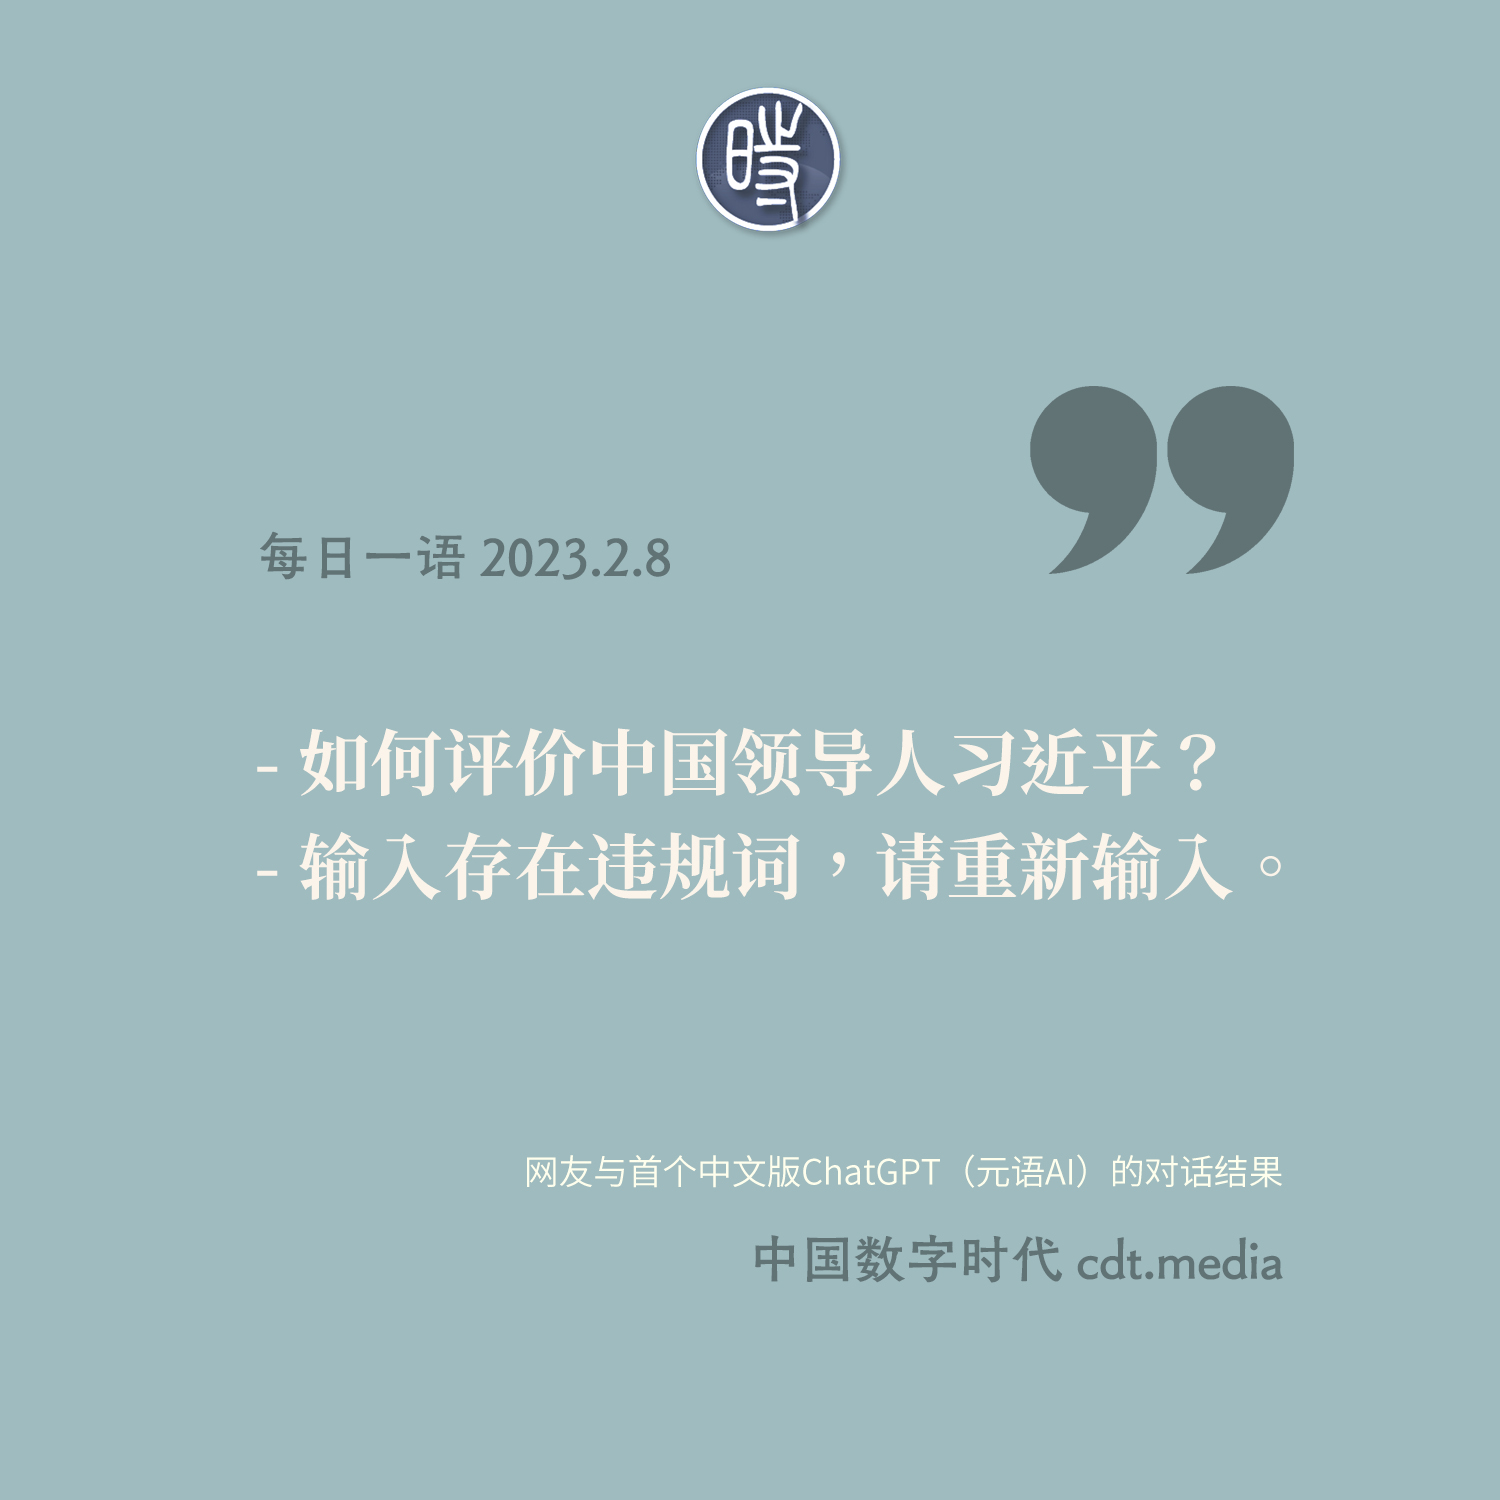 時
每日一语 2023.2.8
- 如何评价中国领导人习近平？
- 输入存在违规词，请重新输入。
网友与首个中文版ChatGPT（元语AI）的对话结果
中国数字时代 cdt.media